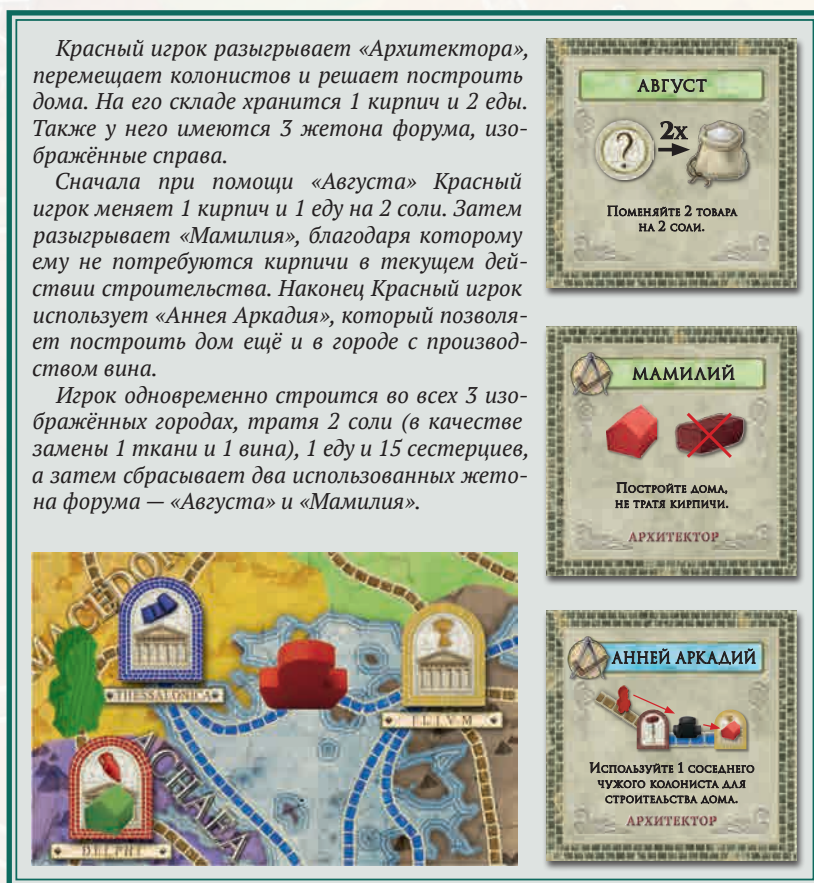 Красный игрок разыгрывает «Архитектора»,
перемещает колонистов и решает построить
дома. На его складе хранится 1 кирпич и 2 еды.
Также у него имеются 3 жетона форума, изо-
бражённые справа.
Сначала при помощи «Августа» Красный
игрок меняет 1 кирпич и 1 еду на 2 соли. Затем
разыгрывает «Мамилия», благодаря которому
ему не потребуются кирпичи в текущем дей-
ствии строительства. Наконец Красный игрок
использует «Аннея Аркадия», который позволя-
ет построить дом ещё и в городе с производ-
ством вина.
Игрок одновременно строится во всех 3 изо-
бражённых городах, тратя 2 соли (в качестве
замены 1 ткани и 1 вина), 1 еду и 15 сестерциев,
а затем сбрасывает два использованных жето-
на форума — «Августа» и «Мамилия».
АВГУСТ
?
2x
Поменяйте 2 товара
на 2 соли.
МАМИЛИЙ
Постройте дома,
не тратя кирпичи.
АРХИТЕКТОР
АННЕЙ АРКАДИЙ
Используйте 1 соседнего
чужого колониста для
строительства дома.
АРХИТЕКТОР
MACEDON
THESSALONICA
ILIVM
ACHAEA
DELPHI